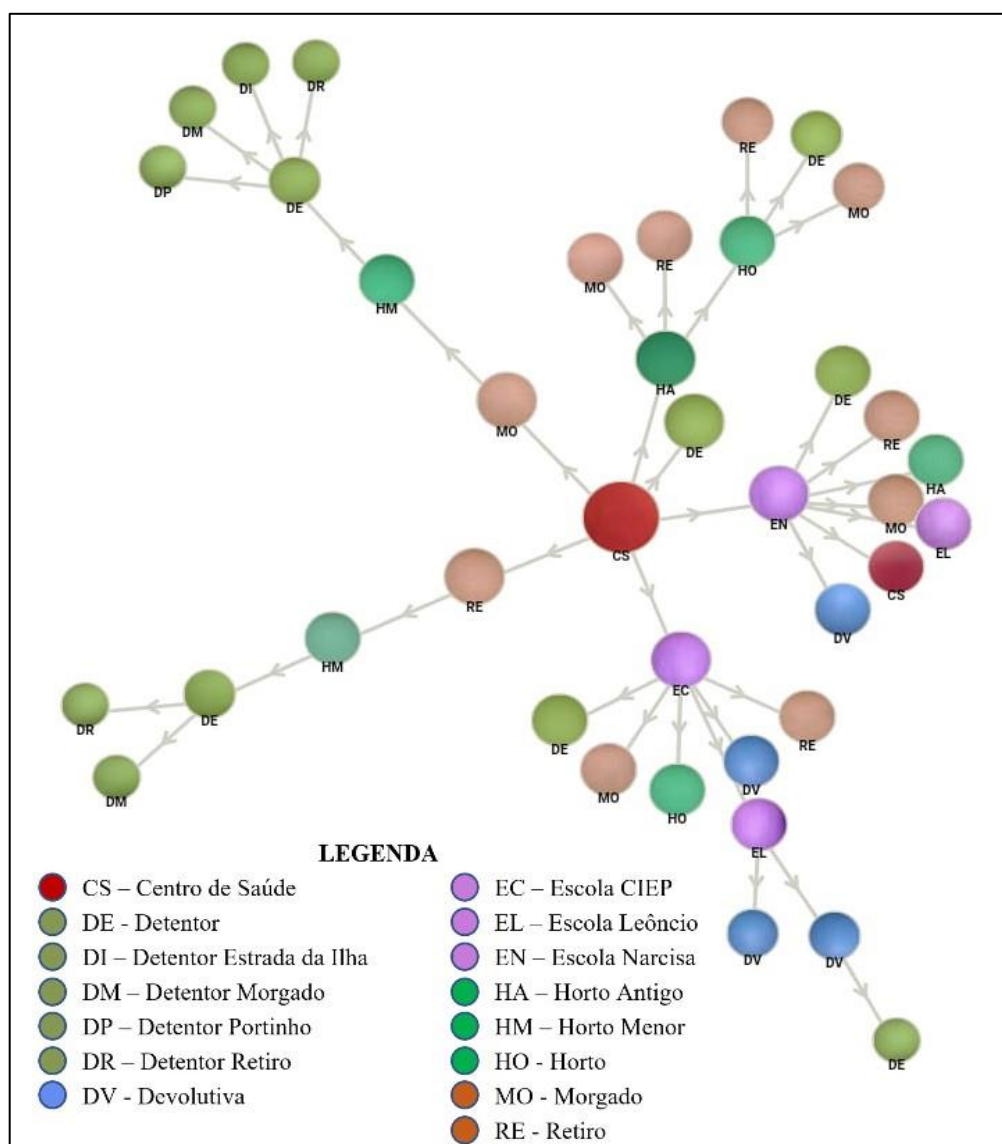 DI
DR
DM
DP
DE
HM
MO
RE
DE
MO
MO
RE
HO
HA
DE
DE
RE
HA
MO
EL
EN
CS
CS
DV
RE
HM
DE
DR
DM
EC
DE
RE
MO
DV
HO
EL
DV
DV
DE
LEGENDA
CS – Centro de Saúde
DE - Detentor
DI – Detentor Estrada da Ilha
DM – Detentor Morgado
DP – Detentor Portinho
DR – Detentor Retiro
DV - Devolutiva
EC – Escola CIEP
EL – Escola Leôncio
EN – Escola Narcisa
HA – Horto Antigo
HM – Horto Menor
HO - Horto
MO - Morgado
RE - Retiro